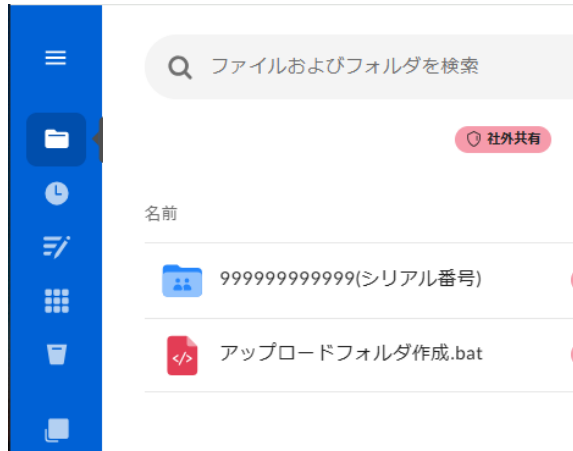 ファイルおよびフォルダを検索
社外共有
名前
999999999999(シリアル番号)
アップロードフォルダ作成.bat